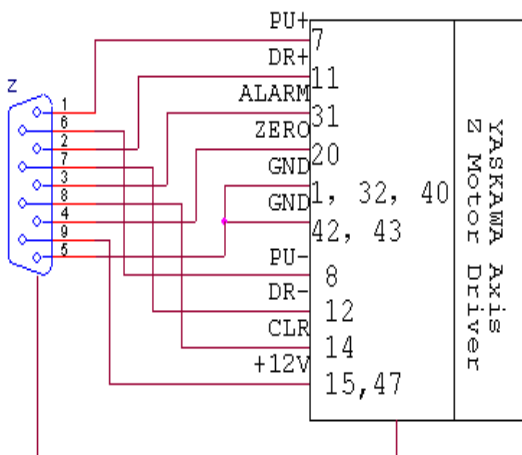 Z
1
6
2
7
3
8
4
9
5
PU+
7
DR+
11
ALARM
31
ZERO
20
GND
1, 32, 40
GND
42, 43
PU-
8
DR-
12
CLR
14
+12V
15,47
YASKAWA Axis
Z Motor Driver